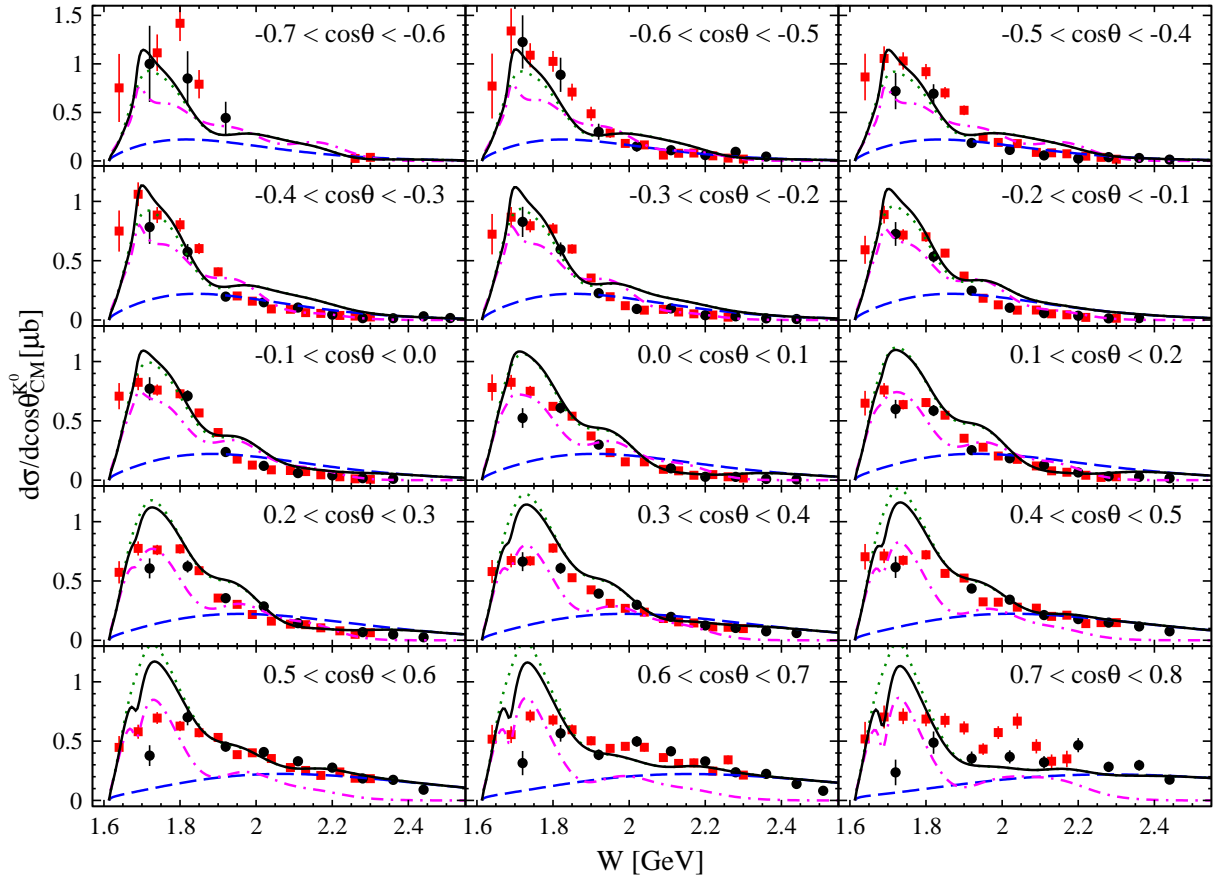 1.5
1
0.5
0
-0.7 < cosθ < -0.6
-0.6 < cosθ < -0.5
-0.5 < cosθ < -0.4
1
0.5
0
-0.4 < cosθ < -0.3
-0.3 < cosθ < -0.2
-0.2 < cosθ < -0.1
dσ/dcosθ_CM^K⁰ [μb]
1
0.5
0
-0.1 < cosθ < 0.0
0.0 < cosθ < 0.1
0.1 < cosθ < 0.2
1
0.5
0
0.2 < cosθ < 0.3
0.3 < cosθ < 0.4
0.4 < cosθ < 0.5
1
0.5
0
0.5 < cosθ < 0.6
0.6 < cosθ < 0.7
0.7 < cosθ < 0.8
1.6 1.8 2 2.2 2.4 1.6 1.8 2 2.2 2.4 1.6 1.8 2 2.2 2.4
W [GeV]